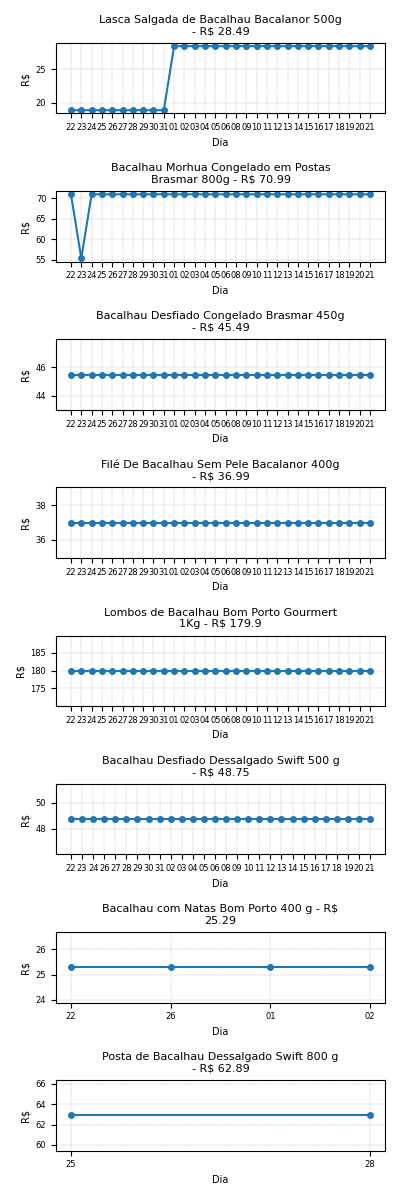 Lasca Salgada de Bacalhau Bacalanor 500g
- R$ 28.49
25
20
R$
22 23 24 25 26 27 28 29 30 31 01 02 03 04 05 06 08 09 10 11 12 13 14 15 16 17 18 19 20 21
Dia
Bacalhau Morhua Congelado em Postas
Brasmar 800g - R$ 70.99
70
65
60
55
R$
22 23 24 25 26 27 28 29 30 31 01 02 03 04 05 06 08 09 10 11 12 13 14 15 16 17 18 19 20 21
Dia
Bacalhau Desfiado Congelado Brasmar 450g
- R$ 45.49
46
44
R$
22 23 24 25 26 27 28 29 30 31 01 02 03 04 05 06 08 09 10 11 12 13 14 15 16 17 18 19 20 21
Dia
Filé De Bacalhau Sem Pele Bacalanor 400g
- R$ 36.99
38
36
R$
22 23 24 25 26 27 28 29 30 31 01 02 03 04 05 06 08 09 10 11 12 13 14 15 16 17 18 19 20 21
Dia
Lombos de Bacalhau Bom Porto Gourmert
1Kg - R$ 179.9
185
180
175
R$
22 23 24 25 26 27 28 29 30 31 01 02 03 04 05 06 08 09 10 11 12 13 14 15 16 17 18 19 20 21
Dia
Bacalhau Desfiado Dessalgado Swift 500 g
- R$ 48.75
50
48
R$
22 23 24 26 27 28 29 30 31 02 03 04 05 06 08 09 10 11 12 13 14 15 16 17 18 19 20 21
Dia
Bacalhau com Natas Bom Porto 400 g - R$
25.29
26
25
24
R$
22 26 01 02
Dia
Posta de Bacalhau Dessalgado Swift 800 g
- R$ 62.89
66
64
62
60
R$
25 28
Dia